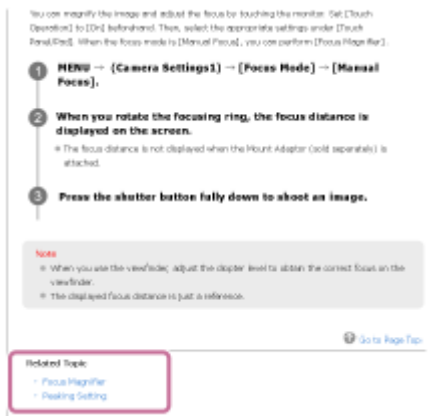 You can magnify the image and adjust the focus by touching the monitor. Set [Touch
Operation] to [On] beforehand. Then, select the appropriate settings under [Touch
Panel/Pad]. When the focus mode is [Manual Focus], you can perform [Focus Magnifier].
1 MENU → (Camera Settings1) → [Focus Mode] → [Manual
Focus].
2 When you rotate the focusing ring, the focus distance is
displayed on the screen.
The focus distance is not displayed when the Mount Adaptor (sold separately) is
attached.
3 Press the shutter button fully down to shoot an image.
Note
When you use the viewfinder, adjust the diopter level to obtain the correct focus on the
viewfinder.
The displayed focus distance is just a reference.
Go to Page Top
Related Topic
Focus Magnifier
Peaking Setting